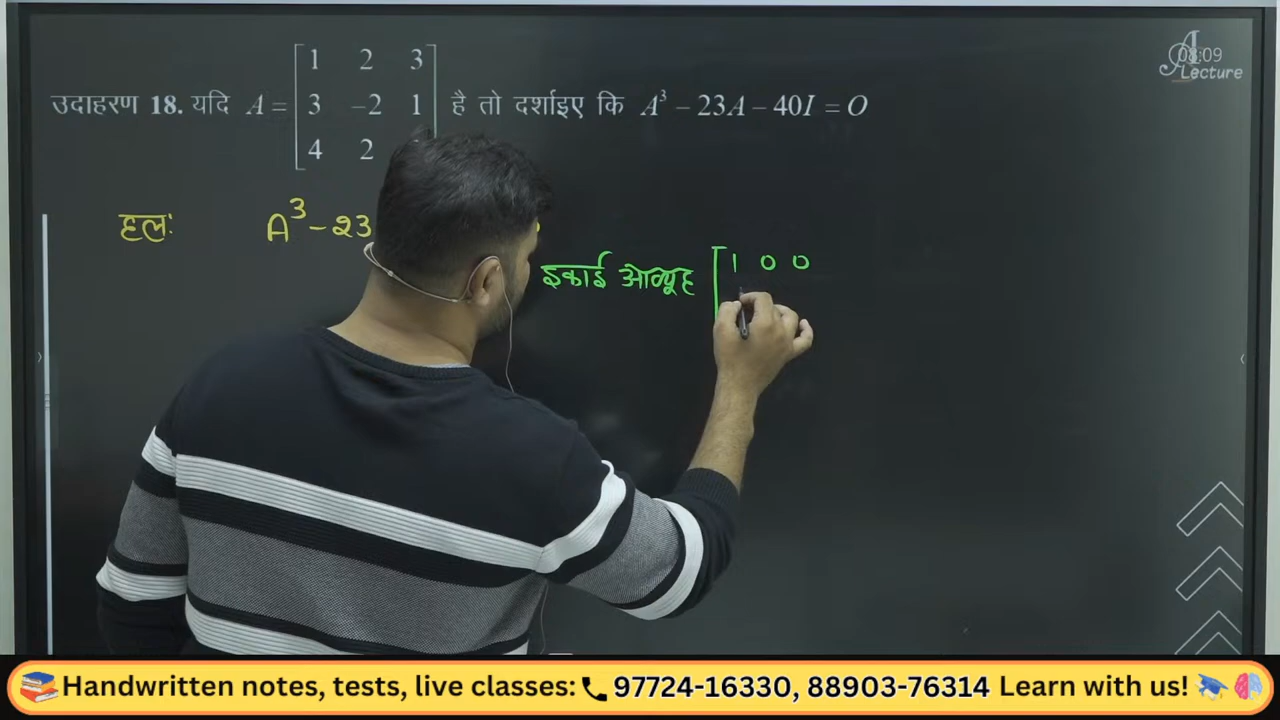 08:09
A Lecture
उदाहरण 18. यदि A = [1 2 3
3 -2 1
4 2] है तो दर्शाइए कि A³ – 23A – 40I = O
हलः A³ - 23
इकाई आव्यूह [1 0 0
📚Handwritten notes, tests, live classes: 📞 97724-16330, 88903-76314 Learn with us! 🎓 🧠